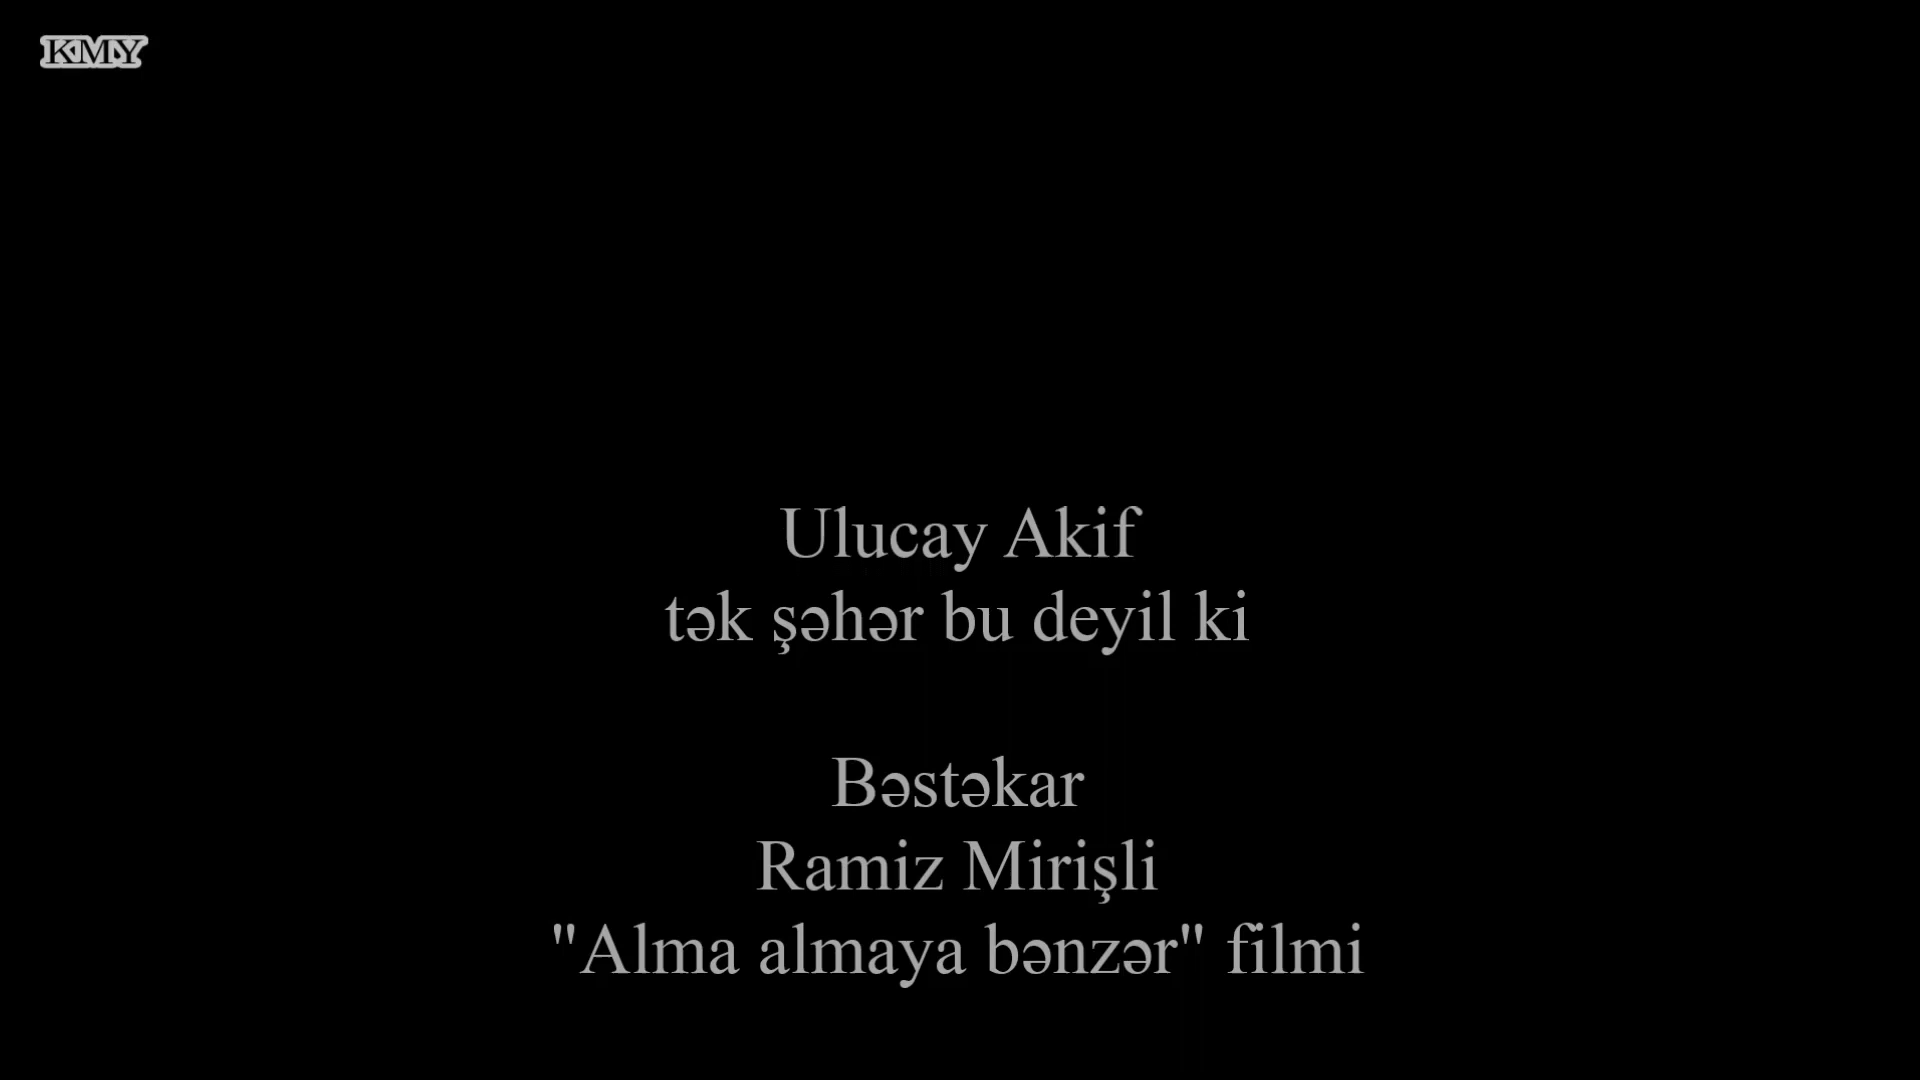 KMY
Ulucay Akif
tək şəhər bu deyil ki
Bəstəkar
Ramiz Mirişli
"Alma almaya bənzər" filmi